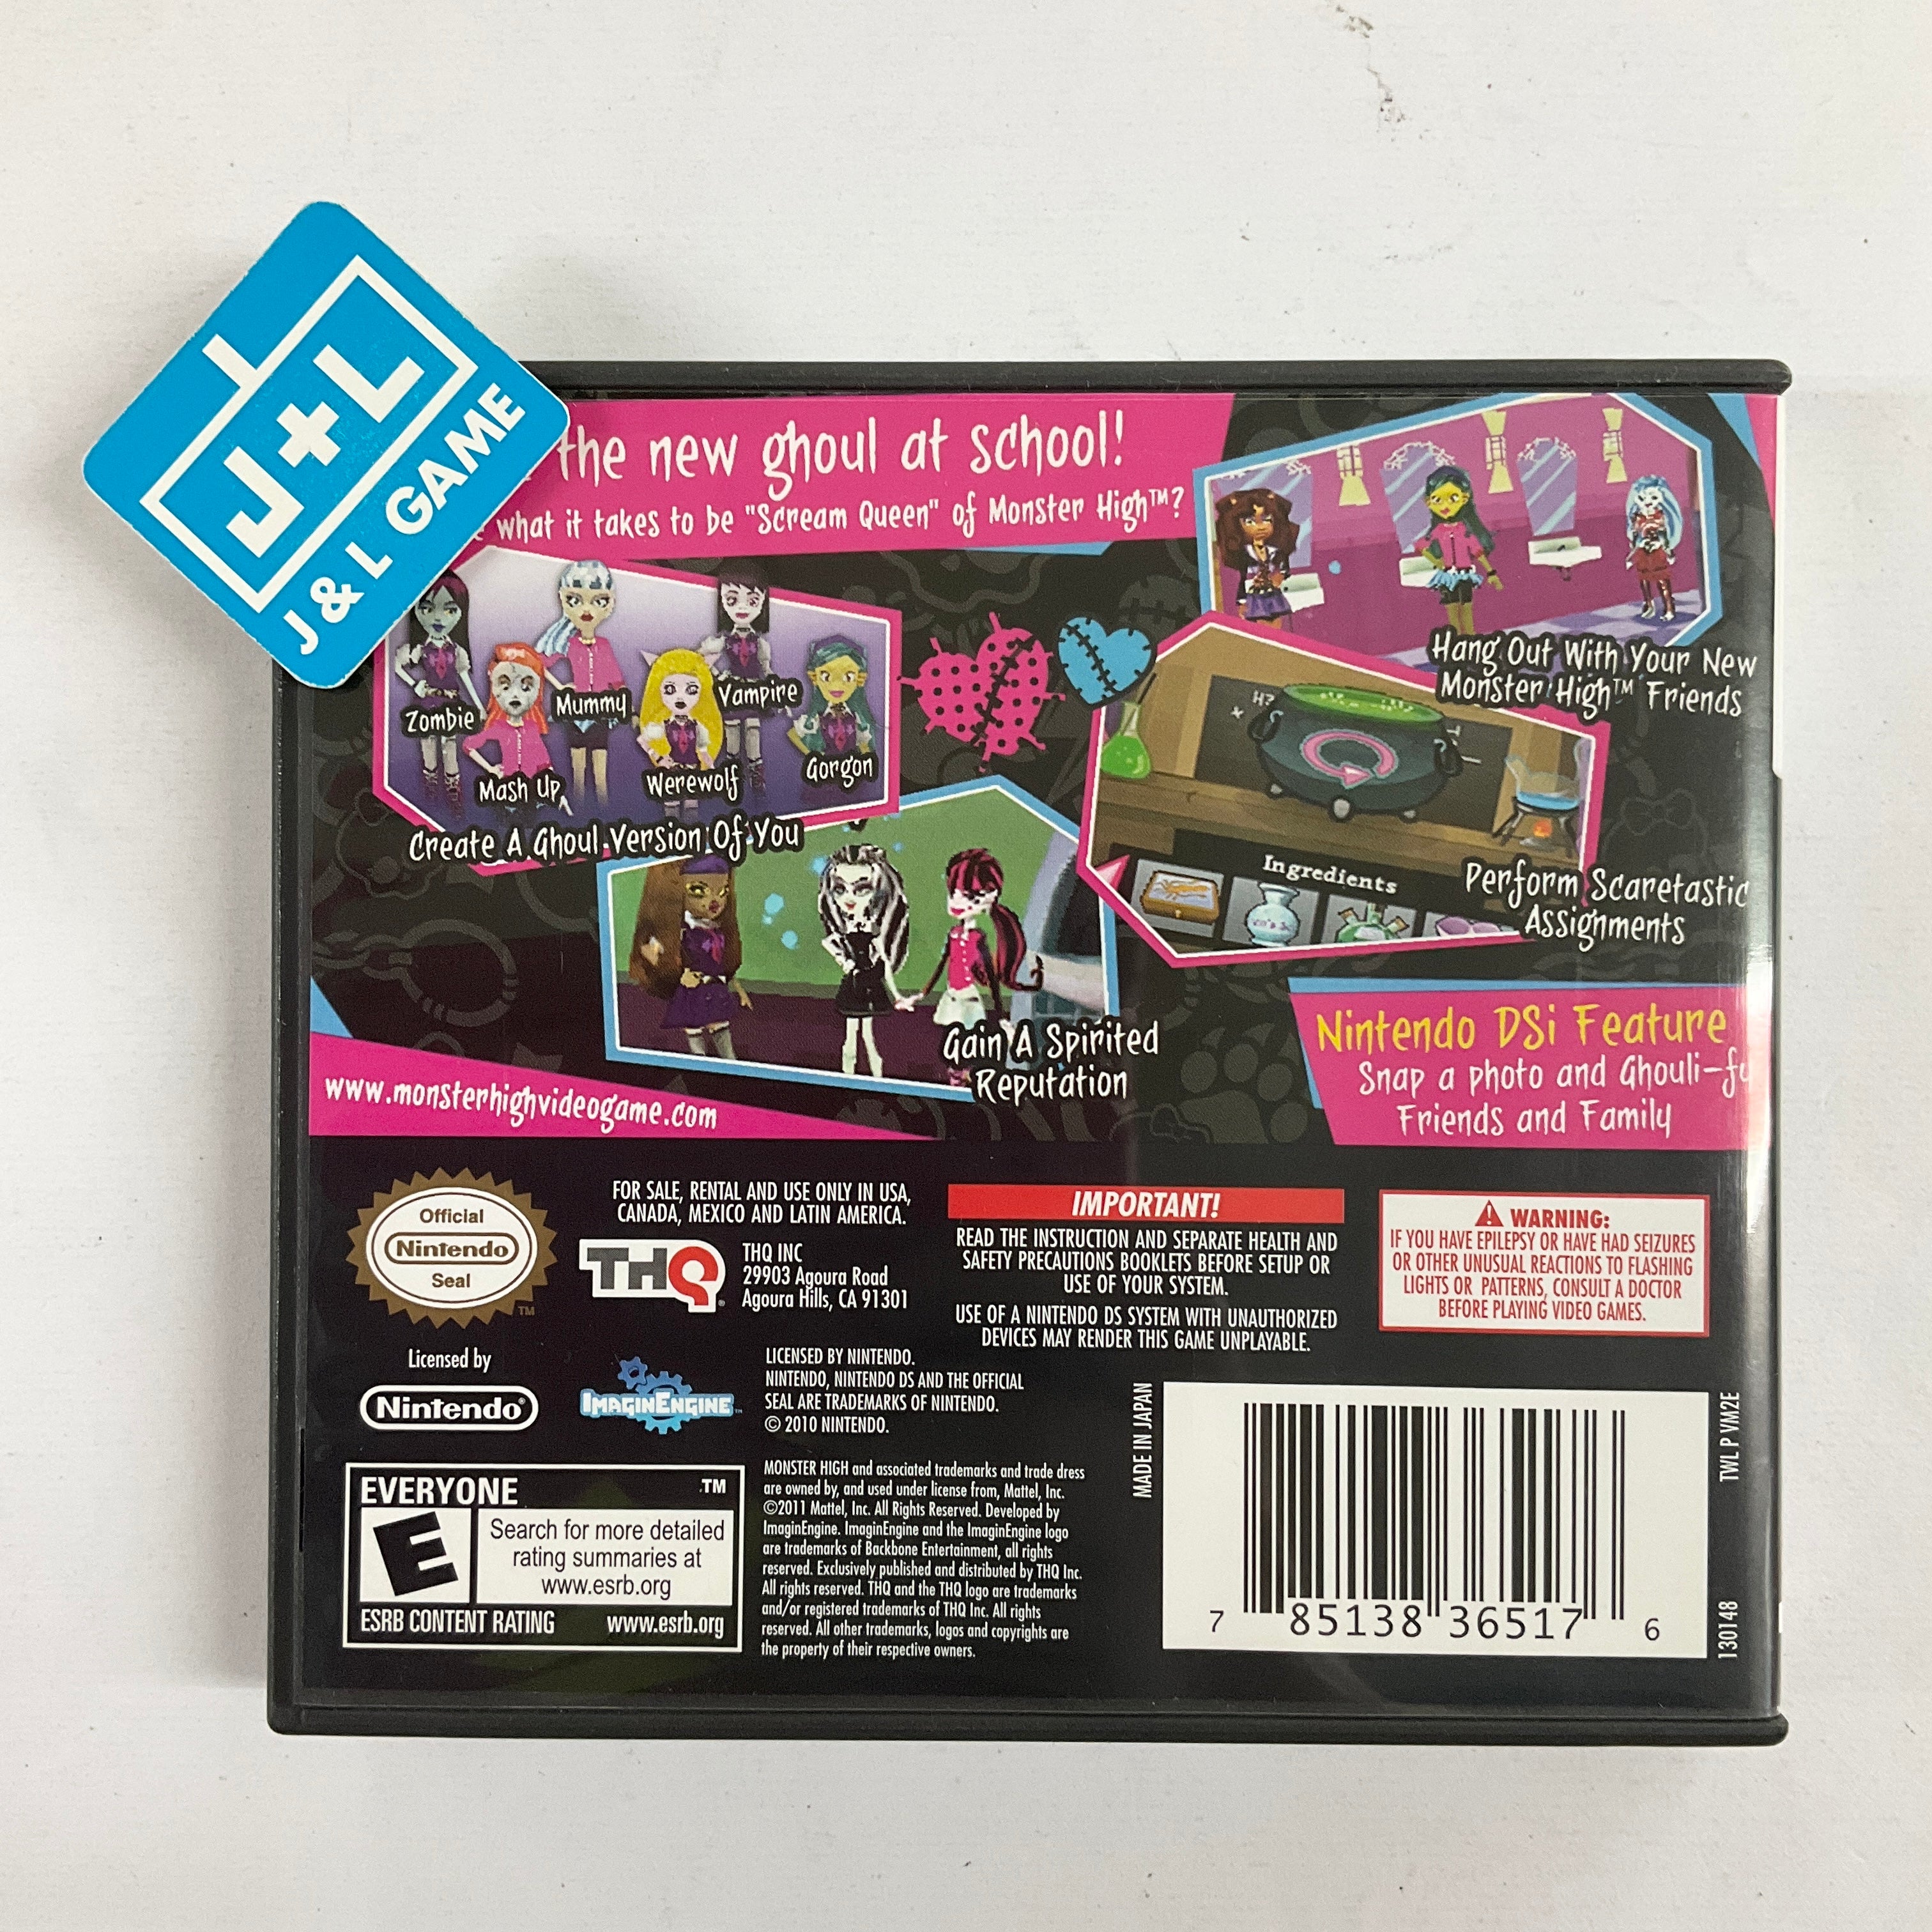 J+L
J & L GAME
the new ghoul at school!
what it takes to be "Scream Queen" of Monster High™?
Zombie
Mash Up
Mummy
Werewolf
Vampire
Gorgon
Create A Ghoul Version Of You
Hang Out With Your New
Monster High™ Friends
Ingredients
Perform Scaretastic
Assignments
Gain A Spirited
Reputation
www.monsterhighvideogame.com
Nintendo DSi Feature
Snap a photo and Ghouli-fy
Friends and Family
Official
Nintendo
Seal
TM
FOR SALE, RENTAL AND USE ONLY IN USA,
CANADA, MEXICO AND LATIN AMERICA.
THQ
THQ INC
29903 Agoura Road
Agoura Hills, CA 91301
IMPORTANT!
READ THE INSTRUCTION AND SEPARATE HEALTH AND
SAFETY PRECAUTIONS BOOKLETS BEFORE SETUP OR
USE OF YOUR SYSTEM.
USE OF A NINTENDO DS SYSTEM WITH UNAUTHORIZED
DEVICES MAY RENDER THIS GAME UNPLAYABLE.
WARNING:
IF YOU HAVE EPILEPSY OR HAVE HAD SEIZURES
OR OTHER UNUSUAL REACTIONS TO FLASHING
LIGHTS OR PATTERNS, CONSULT A DOCTOR
BEFORE PLAYING VIDEO GAMES.
Licensed by
Nintendo®
IMAGINENGINE™
LICENSED BY NINTENDO.
NINTENDO, NINTENDO DS AND THE OFFICIAL
SEAL ARE TRADEMARKS OF NINTENDO.
© 2010 NINTENDO.
EVERYONE ™
E
Search for more detailed
rating summaries at
www.esrb.org
ESRB CONTENT RATING www.esrb.org
MONSTER HIGH and associated trademarks and trade dress
are owned by, and used under license from, Mattel, Inc.
©2011 Mattel, Inc. All Rights Reserved. Developed by
ImaginEngine. ImaginEngine and the ImaginEngine logo
are trademarks of Backbone Entertainment, all rights
reserved. Exclusively published and distributed by THQ Inc.
All rights reserved. THQ and the THQ logo are trademarks
and/or registered trademarks of THQ Inc. All rights
reserved. All other trademarks, logos and copyrights are
the property of their respective owners.
MADE IN JAPAN
7 85138 36517 6
TWL P VM2E
130148